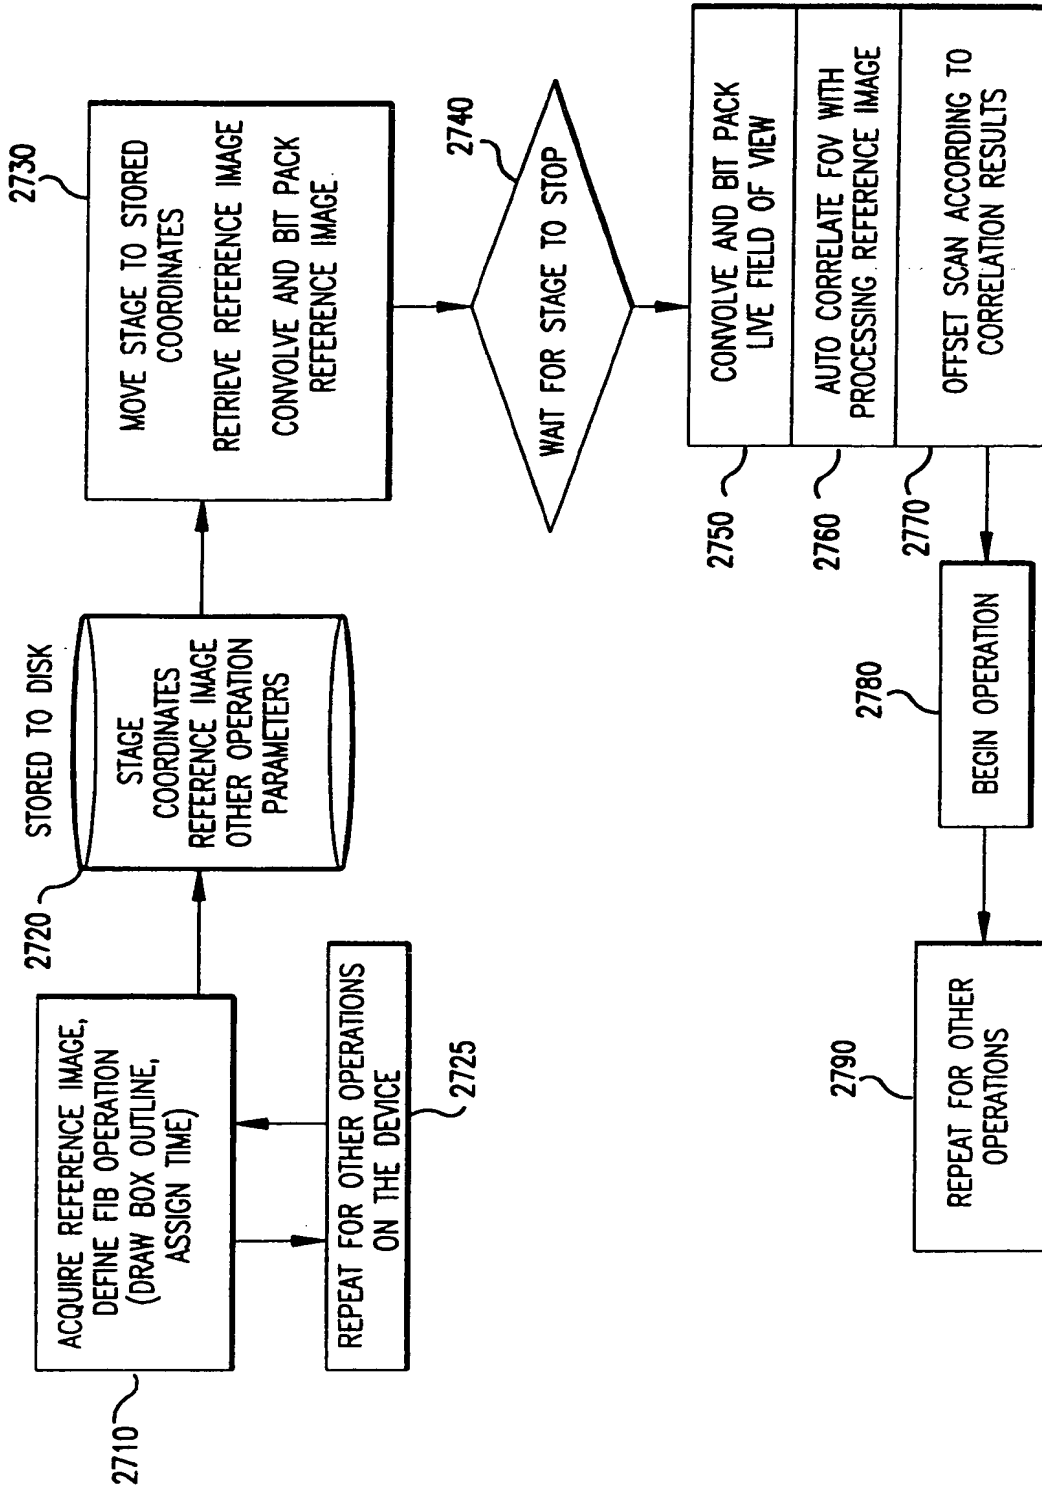 2710
ACQUIRE REFERENCE IMAGE,
DEFINE FIB OPERATION
(DRAW BOX OUTLINE,
ASSIGN TIME)
REPEAT FOR OTHER OPERATIONS
ON THE DEVICE
2725
2720
STORED TO DISK
STAGE
COORDINATES
REFERENCE IMAGE
OTHER OPERATION
PARAMETERS
2730
MOVE STAGE TO STORED
COORDINATES
RETRIEVE REFERENCE IMAGE
CONVOLVE AND BIT PACK
REFERENCE IMAGE.
2740
WAIT FOR STAGE TO STOP
2750
CONVOLVE AND BIT PACK
LIVE FIELD OF VIEW
2760
AUTO CORRELATE FOV WITH
PROCESSING REFERENCE IMAGE
2770
OFFSET SCAN ACCORDING TO
CORRELATION RESULTS
2780
BEGIN OPERATION
2790
REPEAT FOR OTHER
OPERATIONS